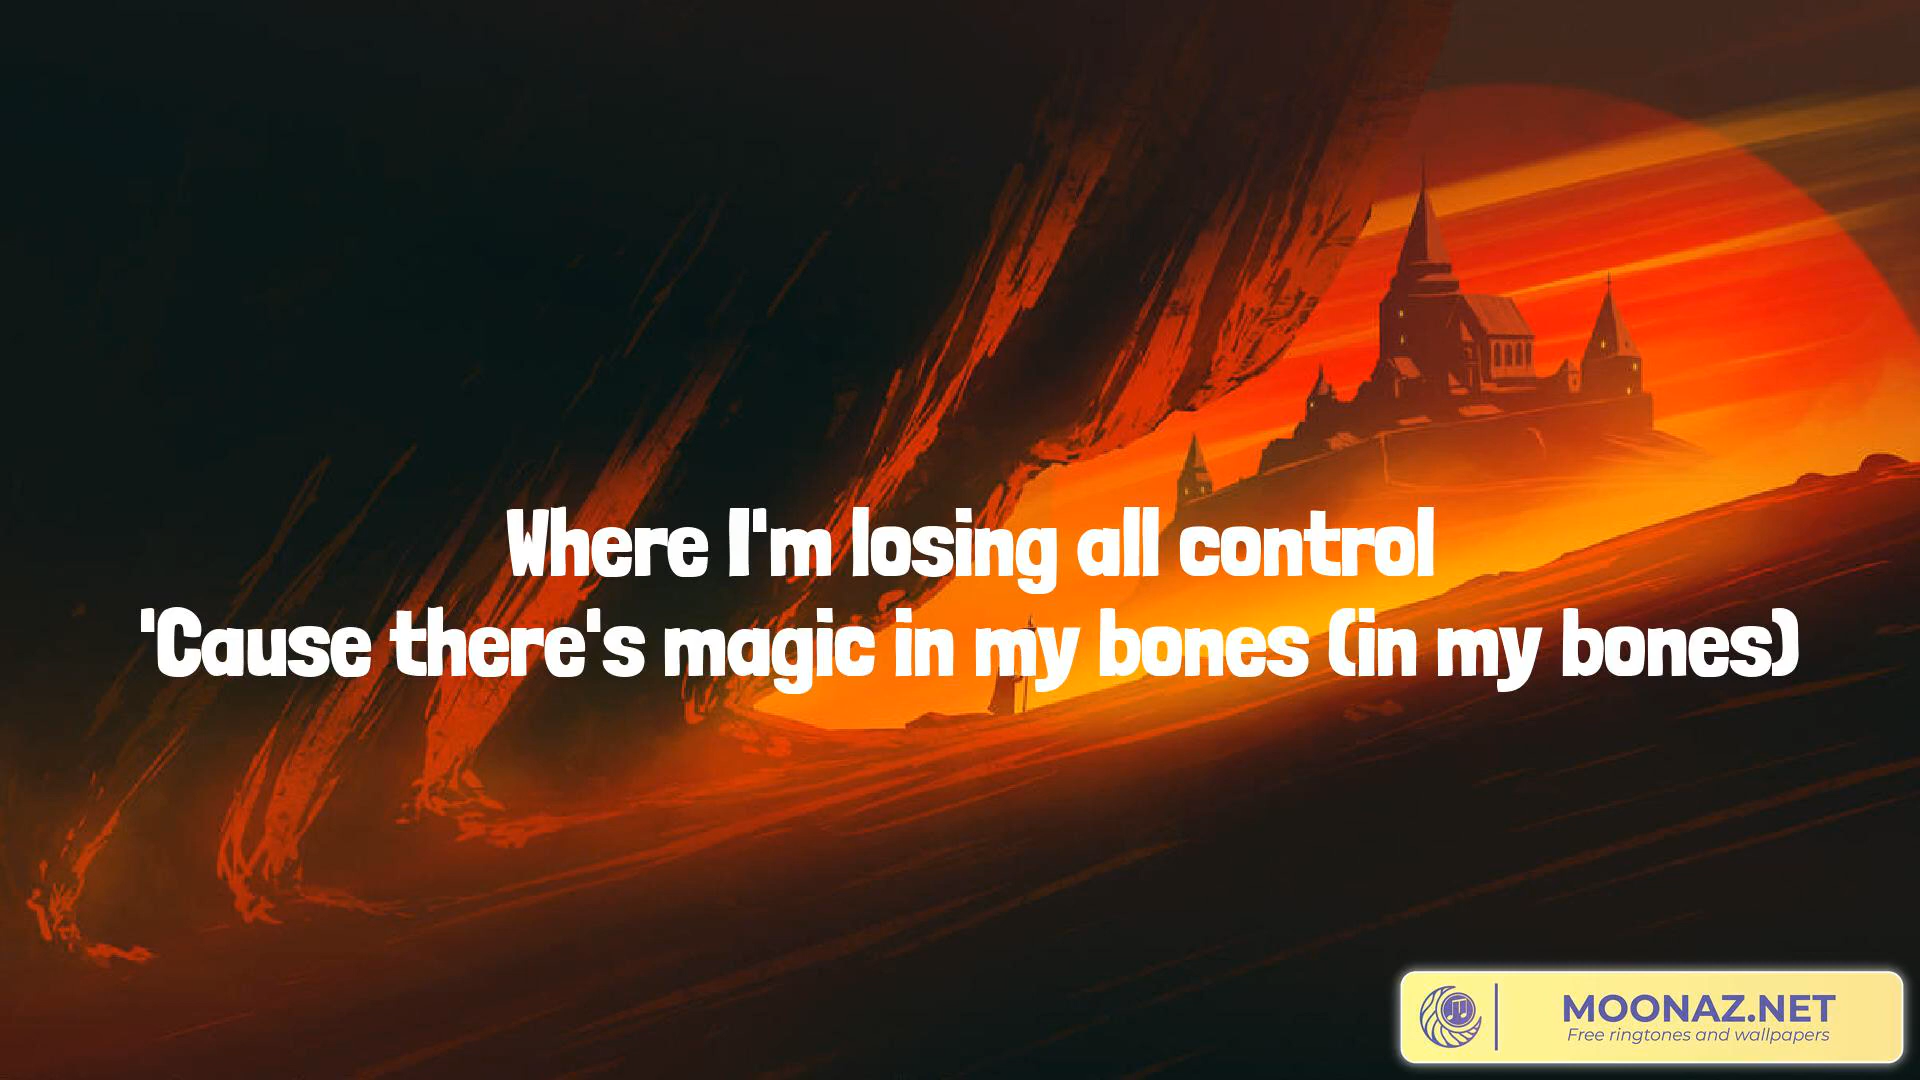 Where I'm losing all control
'Cause there's magic in my bones (in my bones)
MOONAZ.NET
Free ringtones and wallpapers